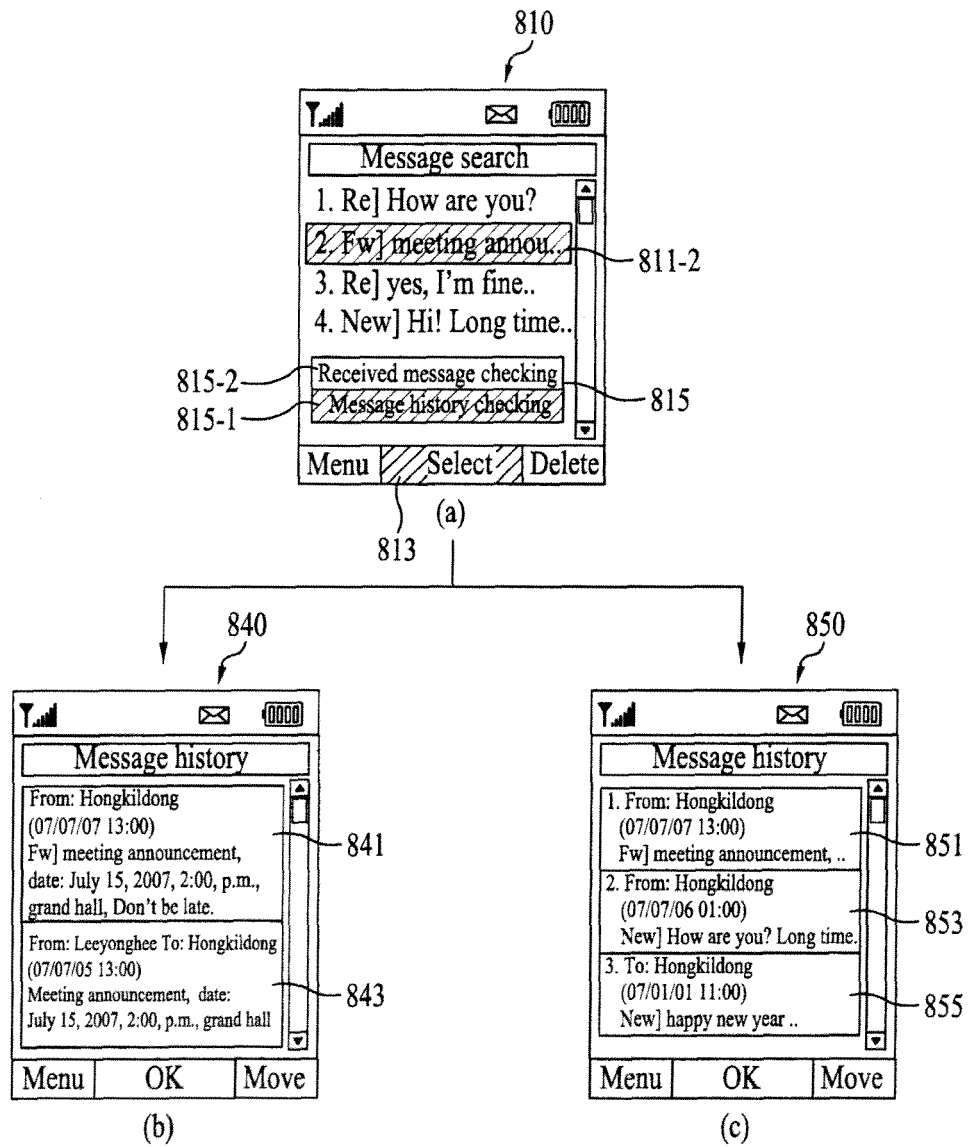 810
Message search
1. Re] How are you?
2. Fw] meeting annou..
811-2
3. Re] yes, I'm fine..
4. New] Hi! Long time..
815-2
Received message checking
815
815-1
Message history checking
Menu Select Delete
(a)
813
840
Message history
From: Hongkildong
(07/07/07 13:00)
841
Fw] meeting announcement,
date: July 15, 2007, 2:00, p.m.,
grand hall, Don't be late.
From: Leeyonghee To: Hongkildong
(07/07/05 13:00)
843
Meeting announcement, date:
July 15, 2007, 2:00, p.m., grand hall
Menu OK Move
(b)
850
Message history
1. From: Hongkildong
(07/07/07 13:00)
851
Fw] meeting announcement, ..
2. From: Hongkildong
(07/07/06 01:00)
853
New] How are you? Long time.
3. To: Hongkildong
(07/01/01 11:00)
855
New] happy new year ..
Menu OK Move
(c)